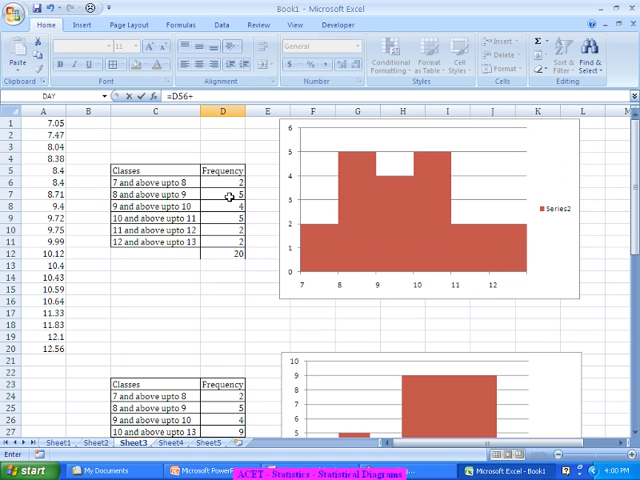 Book1 - Microsoft Excel
Home Insert Page Layout Formulas Data Review View Developer
Paste
Clipboard
11
Font
Alignment
General
Number
Conditional Formatting
Format as Table
Cell Styles
Styles
Insert
Delete
Format
Cells
Sort & Filter
Find & Select
Editing
DAY
=D56+
A B C D E F G H I J K L M
1 7.05
2 7.47
3 8.04
4 8.38
5 8.4 Classes Frequency
6 8.4 7 and above upto 8 2
7 8.71 8 and above upto 9 5
8 9.4 9 and above upto 10 4
9 9.72 10 and above upto 11 5
10 9.75 11 and above upto 12 2
11 9.99 12 and above upto 13 2
12 10.12 20
13 10.4
14 10.43
15 10.59
16 10.64
17 11.33
18 11.83
19 12.1
20 12.56
21
22
23 Classes Frequency
24 7 and above upto 8 2
25 8 and above upto 9 5
26 9 and above upto 10 4
27 10 and above upto 13 9
6
5
4
3
2
1
0
7 8 9 10 11 12
Series2
10
9
8
7
6
5
Sheet1 Sheet2 Sheet3 Sheet4 Sheet5
Enter
start
My Documents
Microsoft Excel - Book1
4:00 PM
ACET - Statistics - Statistical Diagrams